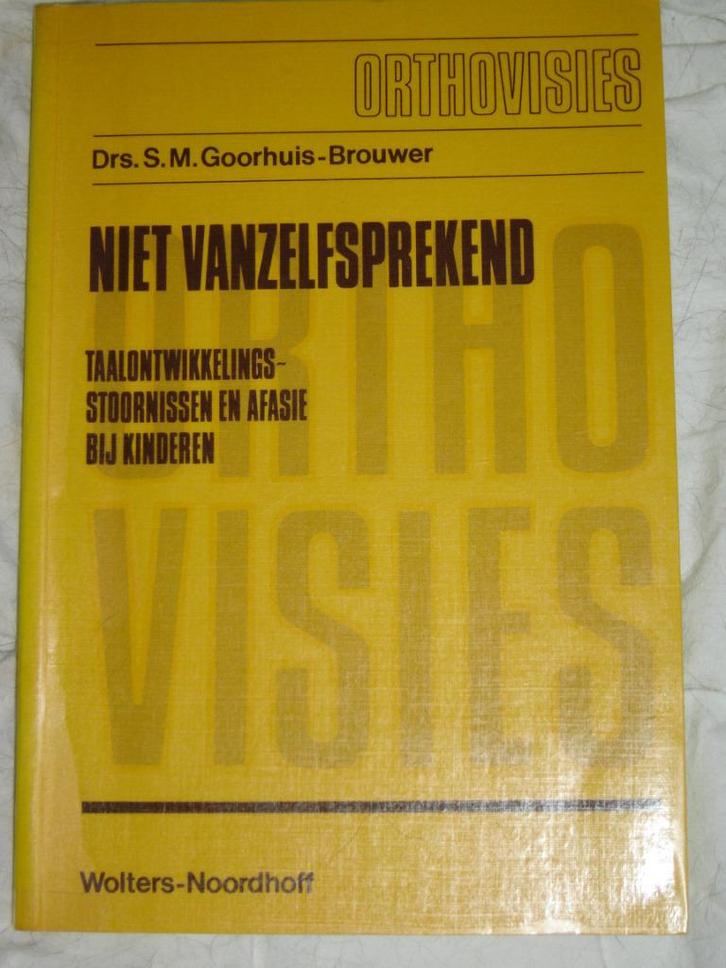 ORTHOVISIES
Drs. S.M. Goorhuis-Brouwer
NIET VANZELFSPREKEND
ORTHO
TAALONTWIKKELINGS-
STOORNISSEN EN AFASIE
BIJ KINDEREN
VISIES
Wolters-Noordhoff